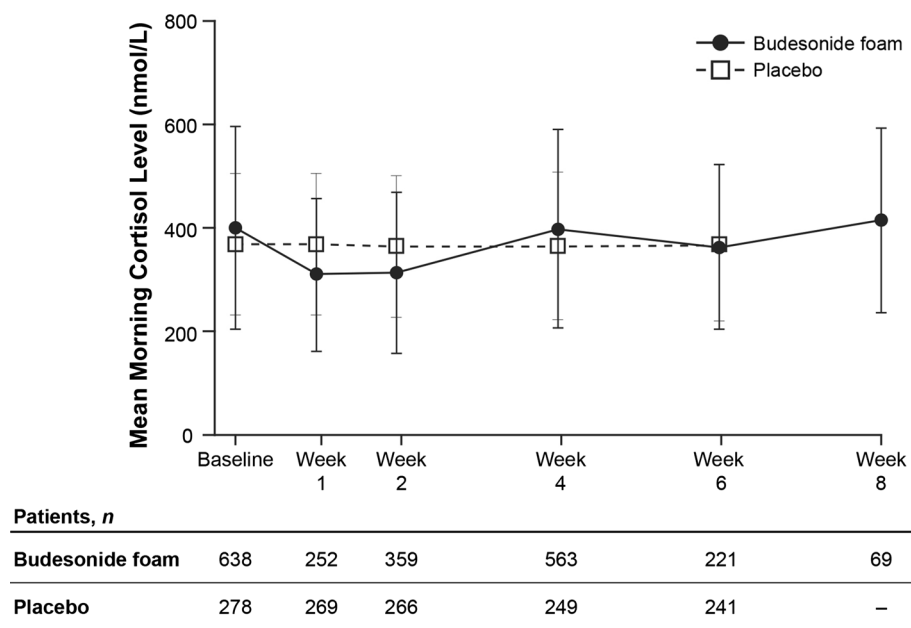 Mean Morning Cortisol Level (nmol/L)
800
600
400
200
0
Budesonide foam
Placebo
Baseline Week 1 Week 2 Week 4 Week 6 Week 8
Patients, n
Budesonide foam 638 252 359 563 221 69
Placebo 278 269 266 249 241 –